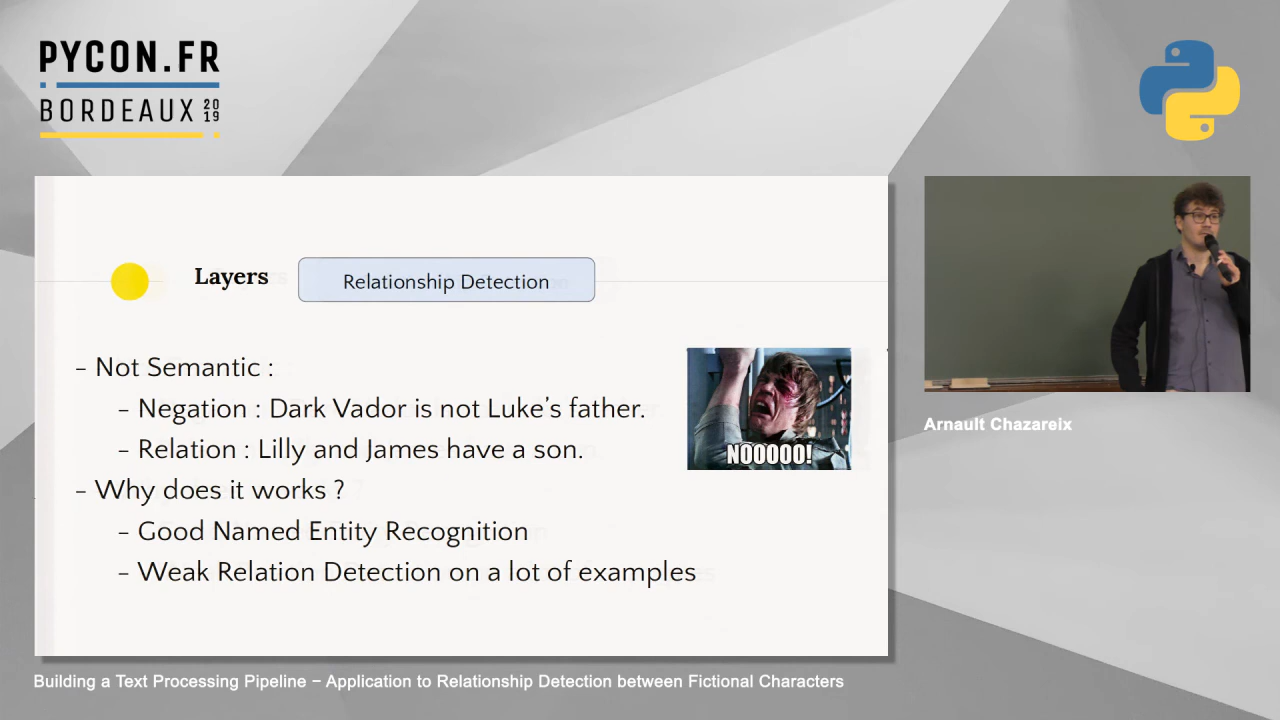 PYCON.FR
BORDEAUX 2019
Layers
Relationship Detection
- Not Semantic :
- Negation : Dark Vador is not Luke's father.
- Relation : Lilly and James have a son.
- Why does it works ?
- Good Named Entity Recognition
- Weak Relation Detection on a lot of examples
NOOOOO!
Arnault Chazareix
Building a Text Processing Pipeline – Application to Relationship Detection between Fictional Characters